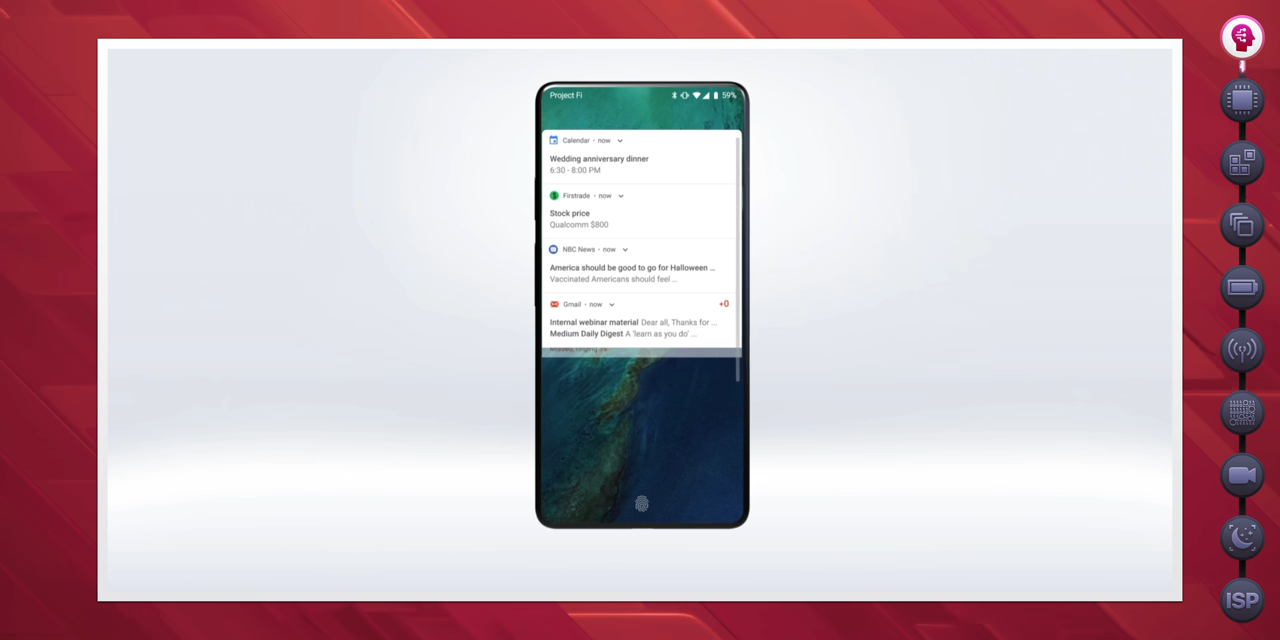 Project Fi 59%
Calendar · now
Wedding anniversary dinner
6:30 - 8:00 PM
Firstrade · now
Stock price
Qualcomm $800
NBC News · now
America should be good to go for Halloween ...
Vaccinated Americans should feel ...
Gmail · now +0
Internal webinar material Dear all, Thanks for ...
Medium Daily Digest A 'learn as you do' ...
ISP